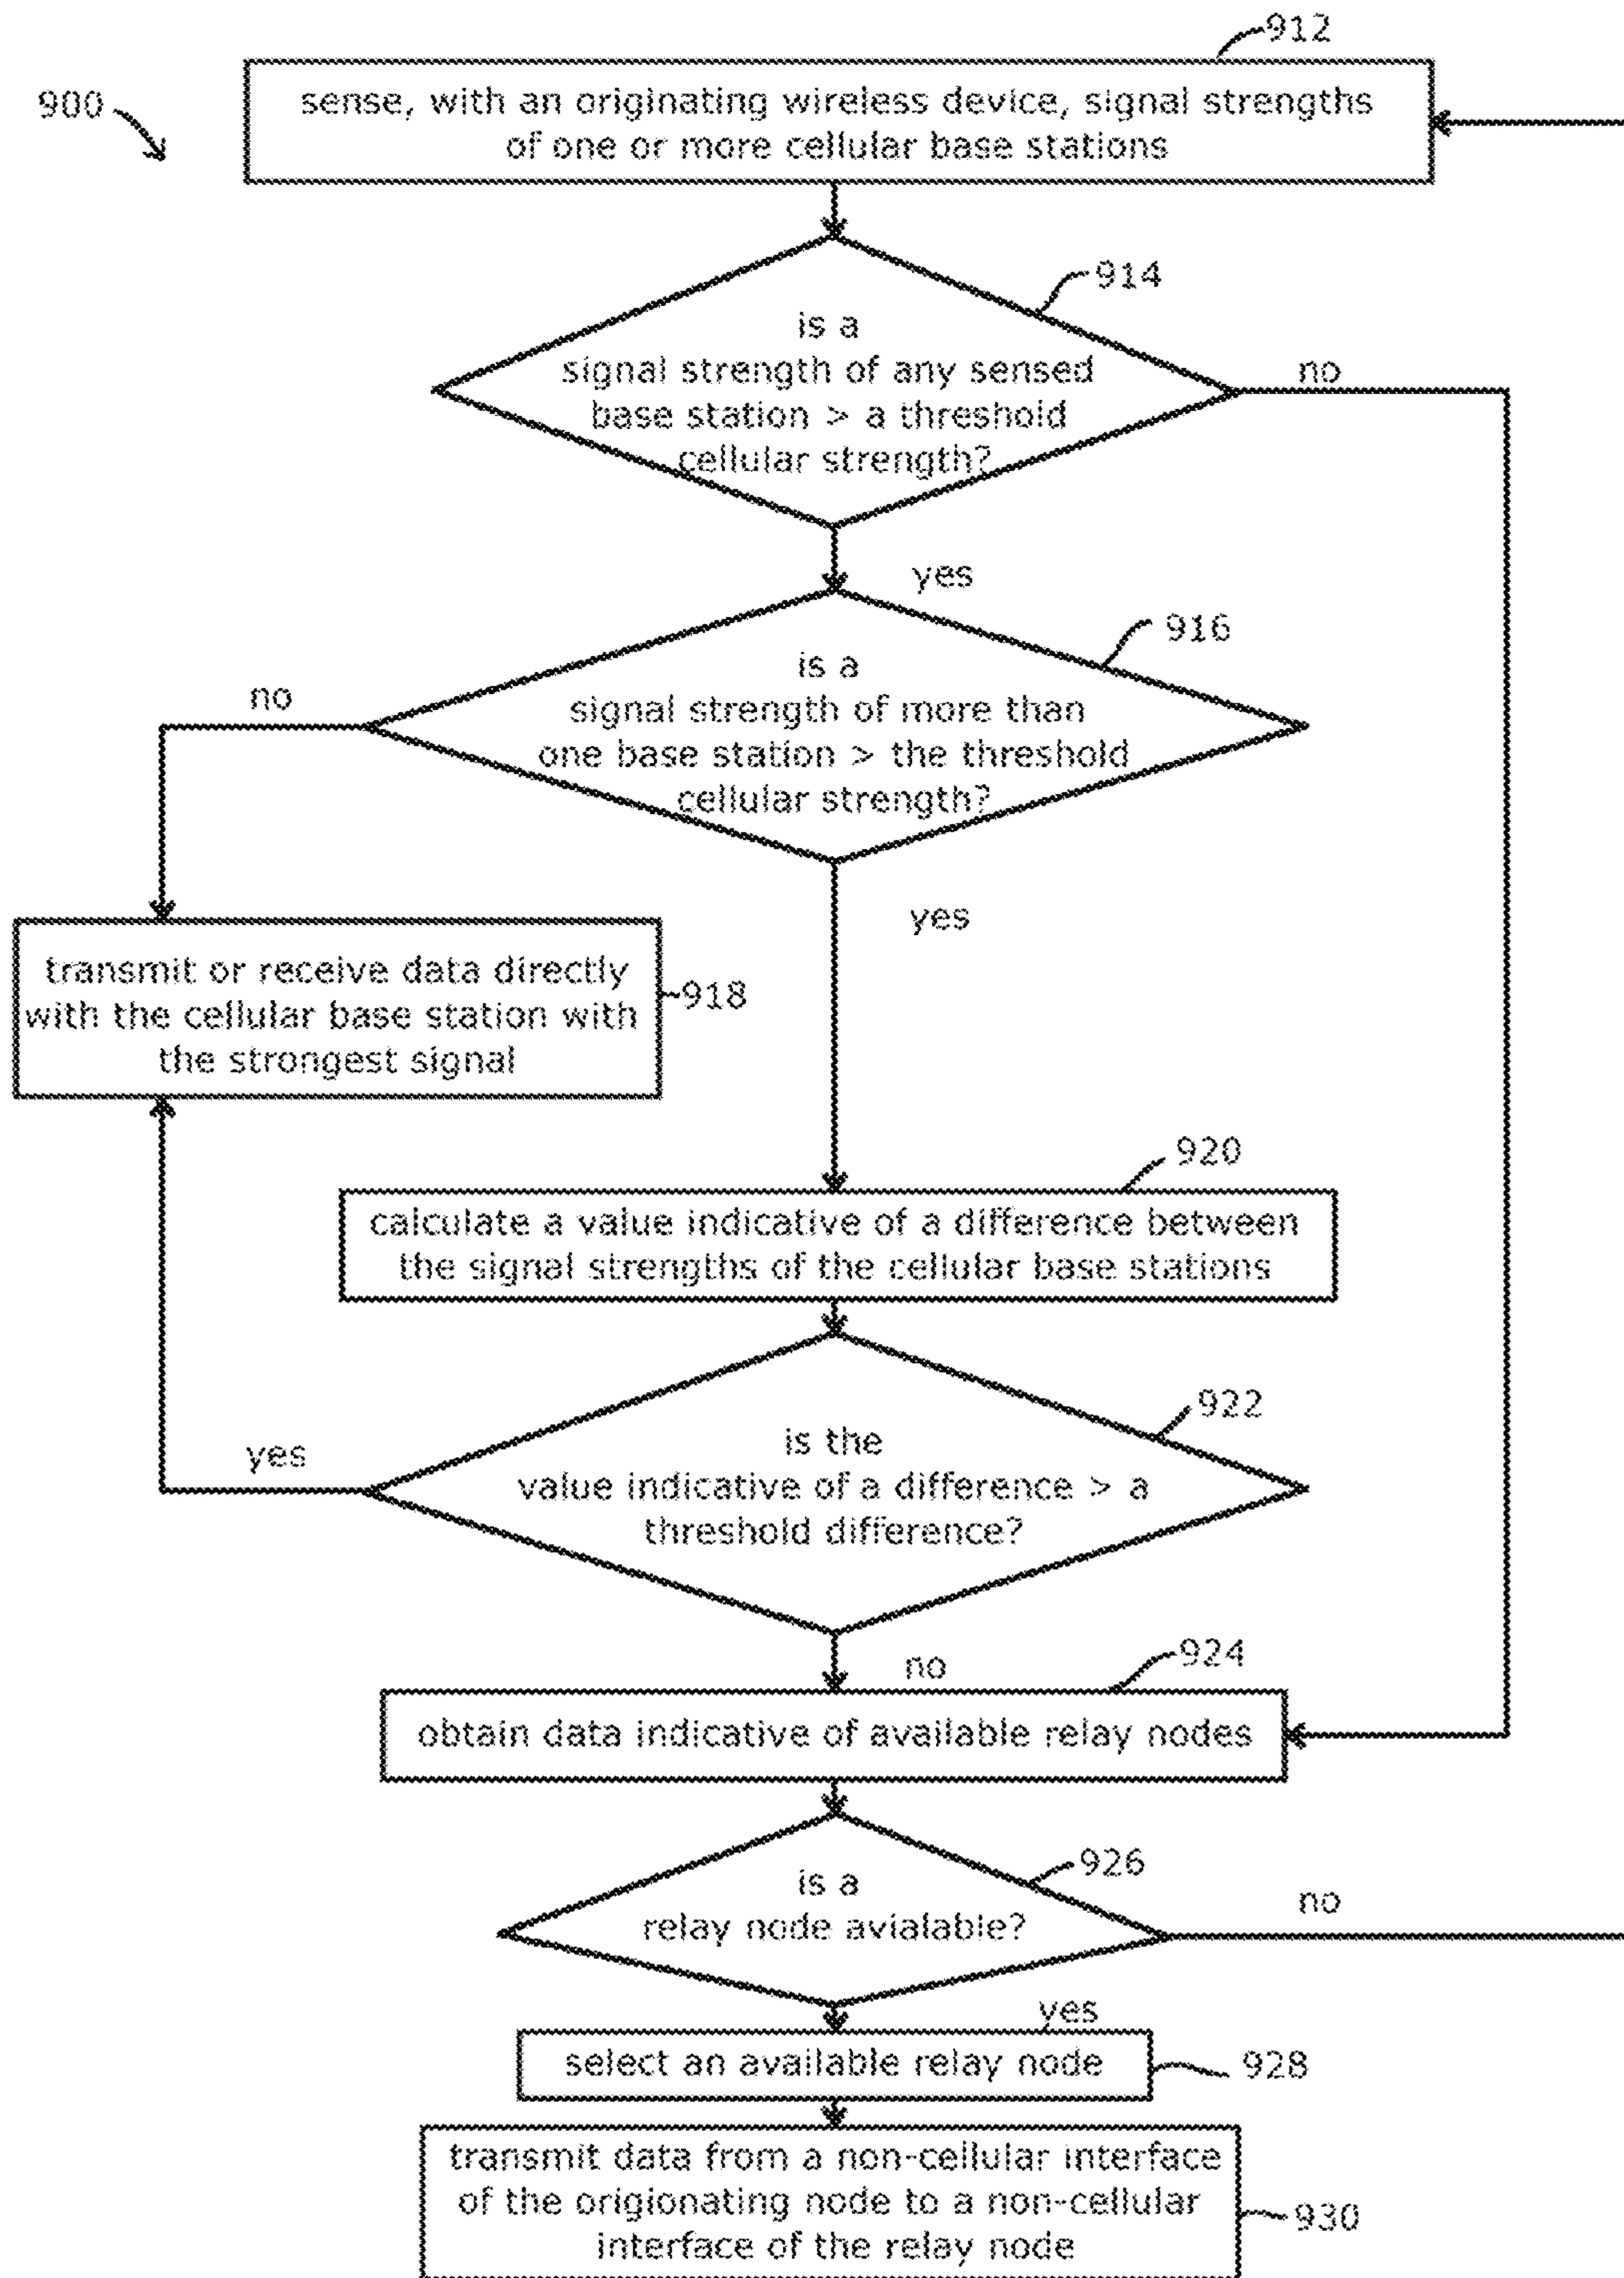 912
900
sense, with an originating wireless device, signal strengths
of one or more cellular base stations
914
is a
signal strength of any sensed
base station > a threshold
cellular strength?
no
yes
916
is a
signal strength of more than
one base station > the threshold
cellular strength?
no
yes
transmit or receive data directly
with the cellular base station with
the strongest signal
918
920
calculate a value indicative of a difference between
the signal strengths of the cellular base stations
922
is the
value indicative of a difference > a
threshold difference?
yes
no
924
obtain data indicative of available relay nodes
926
is a
relay node avialable?
no
yes
select an available relay node
928
transmit data from a non-cellular interface
of the origionating node to a non-cellular
interface of the relay node
930